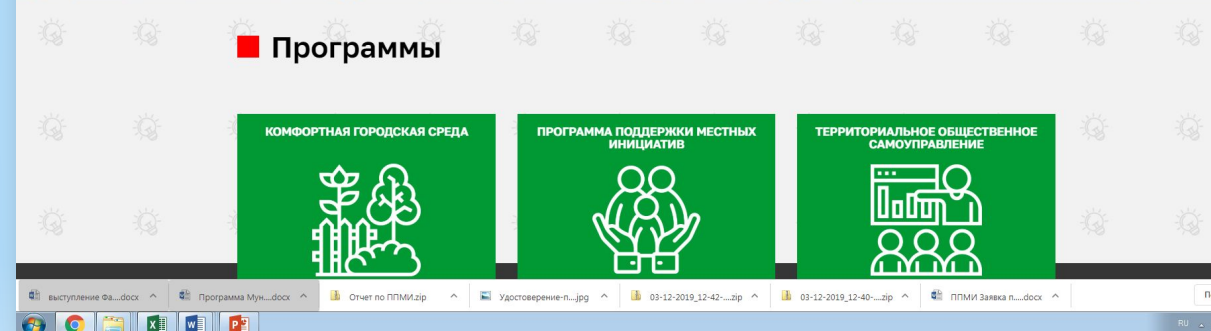 Программы
КОМФОРТНАЯ ГОРОДСКАЯ СРЕДА
ПРОГРАММА ПОДДЕРЖКИ МЕСТНЫХ
ИНИЦИАТИВ
ТЕРРИТОРИАЛЬНОЕ ОБЩЕСТВЕННОЕ
САМОУПРАВЛЕНИЕ
выступление Фа....docx
Программа Мун....docx
Отчет по ППМИ.zip
Удостоверение-п....jpg
03-12-2019_12-42-....zip
03-12-2019_12-40-....zip
ППМИ Заявка п.....docx
RU